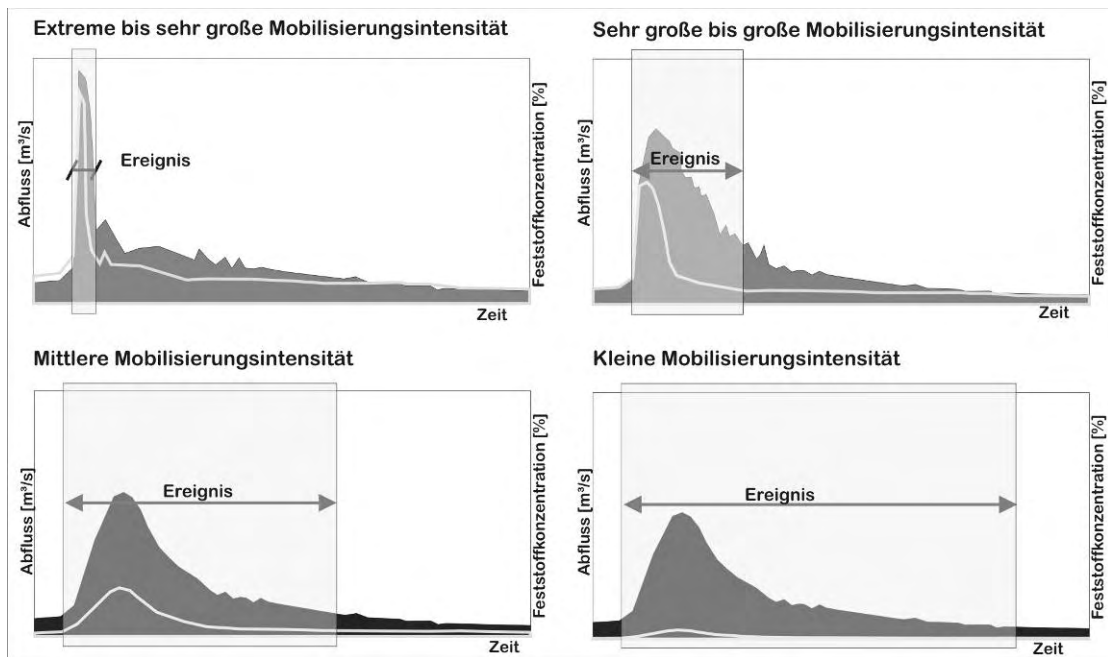 Extreme bis sehr große Mobilisierungsintensität
Abfluss [m³/s]
Ereignis
Feststoffkonzentration [%]
Zeit
Sehr große bis große Mobilisierungsintensität
Abfluss [m³/s]
Ereignis
Feststoffkonzentration [%]
Zeit
Mittlere Mobilisierungsintensität
Abfluss [m³/s]
Ereignis
Feststoffkonzentration [%]
Zeit
Kleine Mobilisierungsintensität
Abfluss [m³/s]
Ereignis
Feststoffkonzentration [%]
Zeit